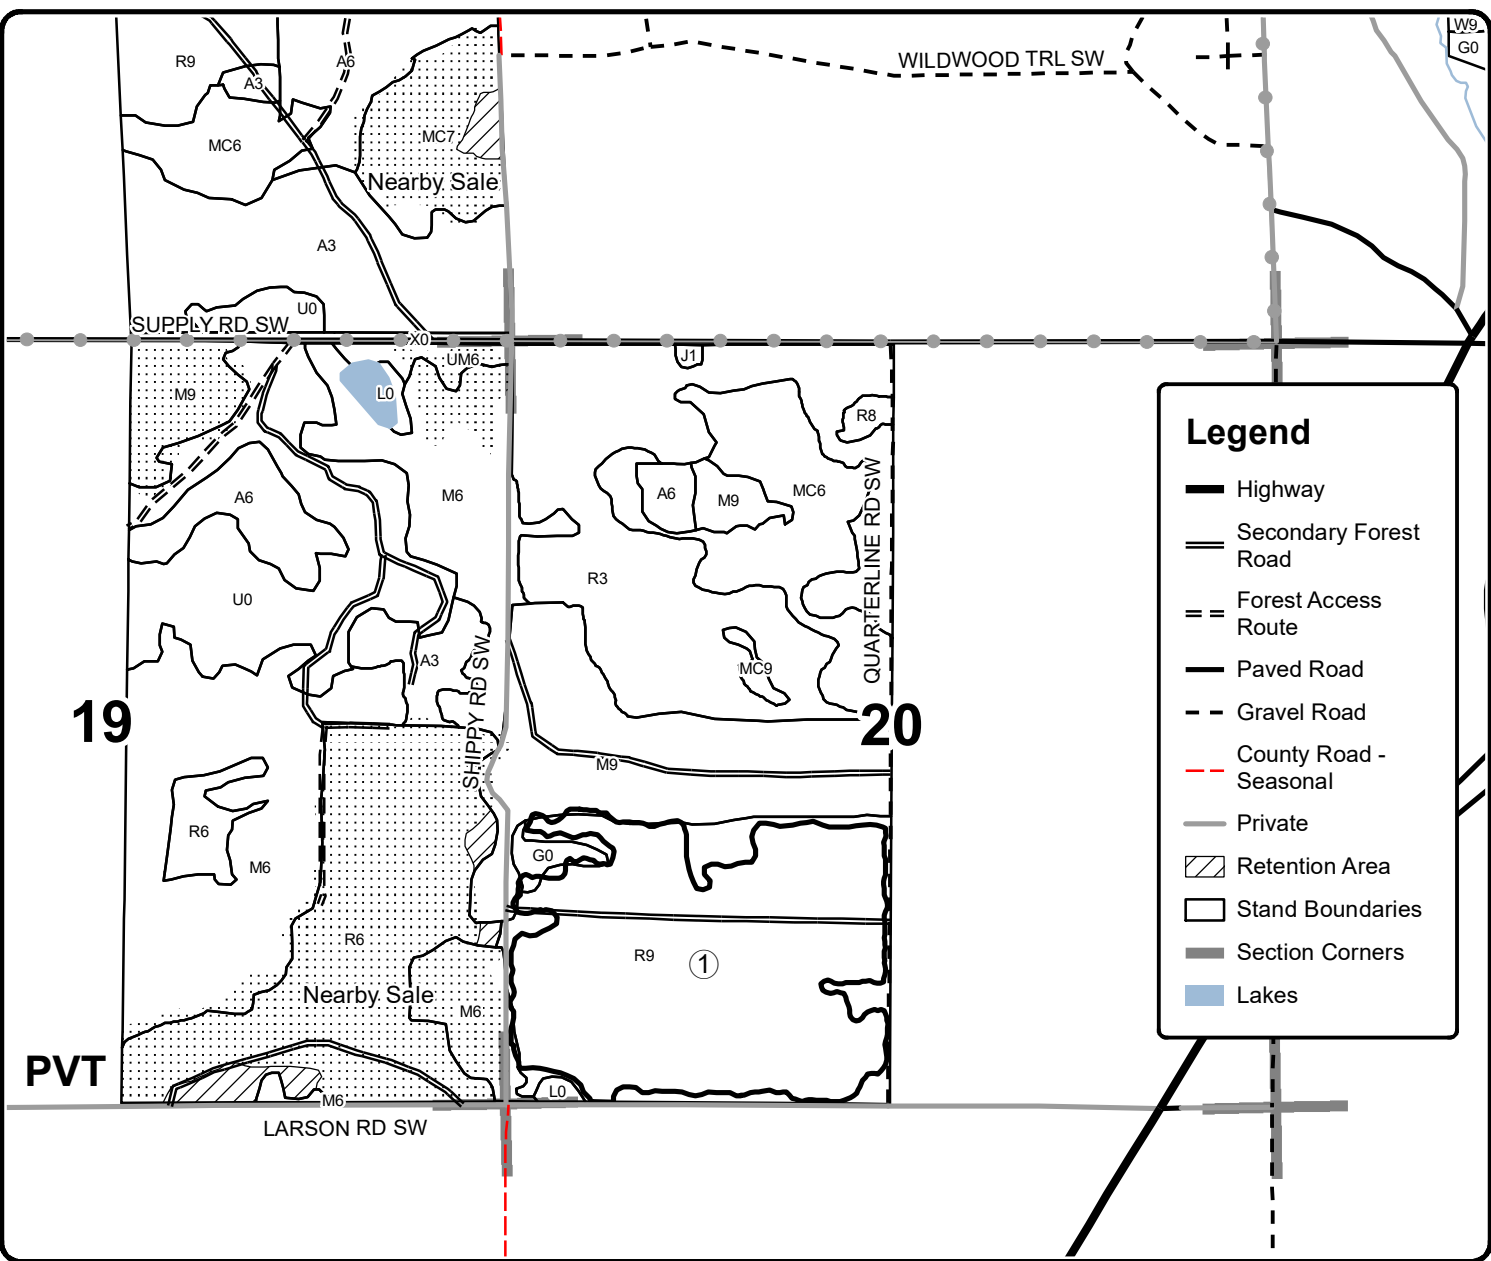 W9
G0
R9
A3
A6
WILDWOOD TRL SW
MC6
MC7
Nearby Sale
A3
U0
SUPPLY RD SW
X0
UM6
J1
M9
L0
R8
A6
M6
A6
M9
MC6
QUARTERLINE RD SW
U0
R3
A3
SHIPPY RD SW
MC9
19
20
M9
R6
M6
G0
R6
R9
1
Nearby Sale
M6
PVT
M6
L0
LARSON RD SW
Legend
Highway
Secondary Forest
Road
Forest Access
Route
Paved Road
Gravel Road
County Road -
Seasonal
Private
Retention Area
Stand Boundaries
Section Corners
Lakes